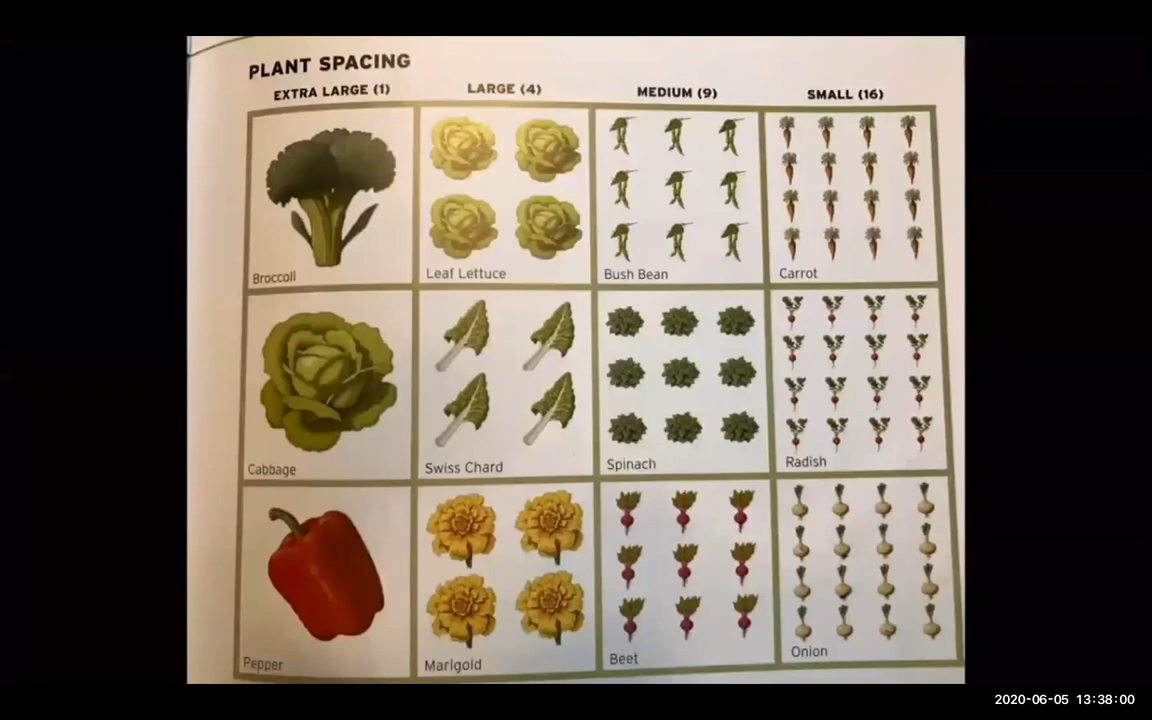 PLANT SPACING
EXTRA LARGE (1) LARGE (4) MEDIUM (9) SMALL (16)
Broccoli Leaf Lettuce Bush Bean Carrot
Cabbage Swiss Chard Spinach Radish
Pepper Marigold Beet Onion
2020-06-05 13:38:00